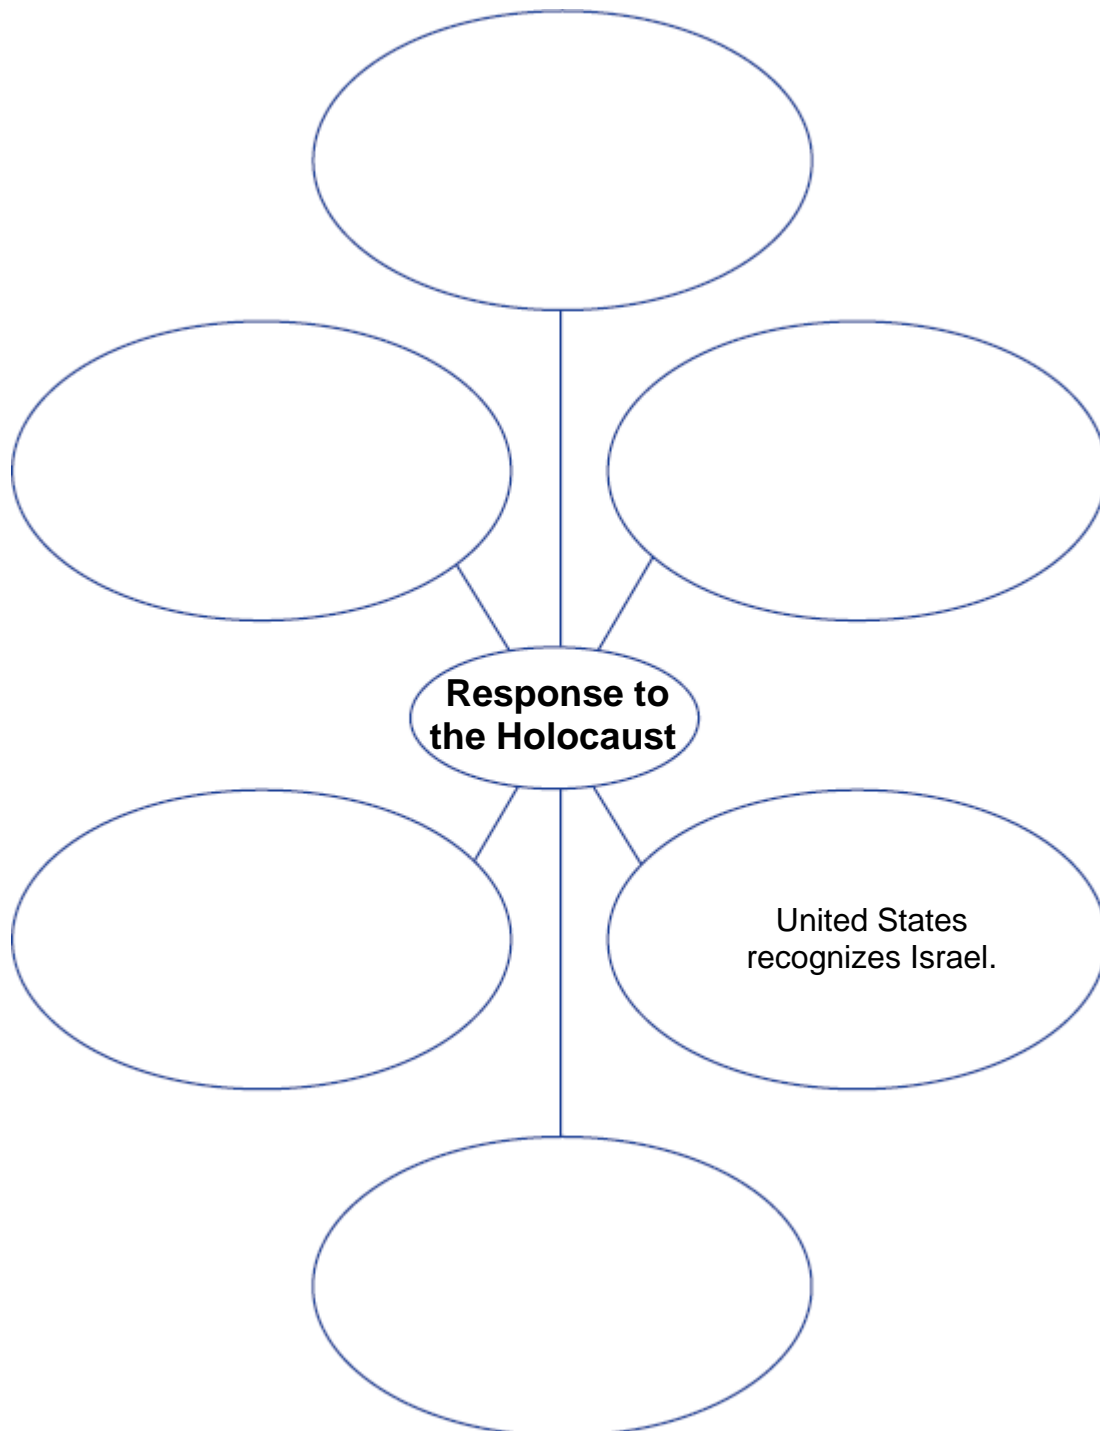 Response to
the Holocaust
United States
recognizes Israel.